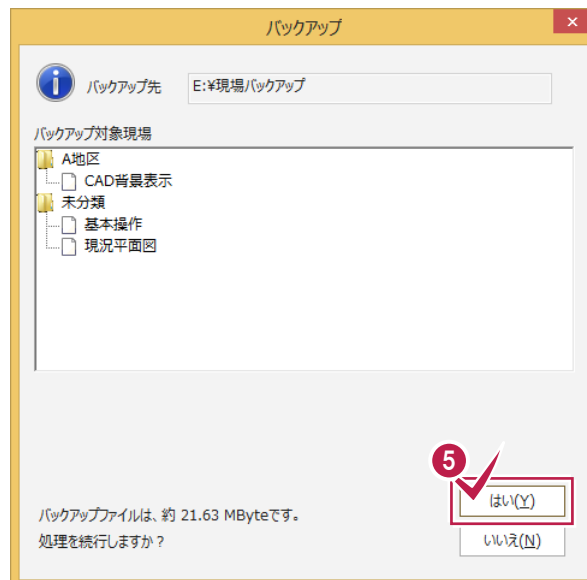 バックアップ
バックアップ先 E:¥現場バックアップ
バックアップ対象現場
A地区
CAD背景表示
未分類
基本操作
現況平面図
5
はい(Y)
バックアップファイルは、約 21.63 MByteです。
処理を続行しますか？
いいえ(N)